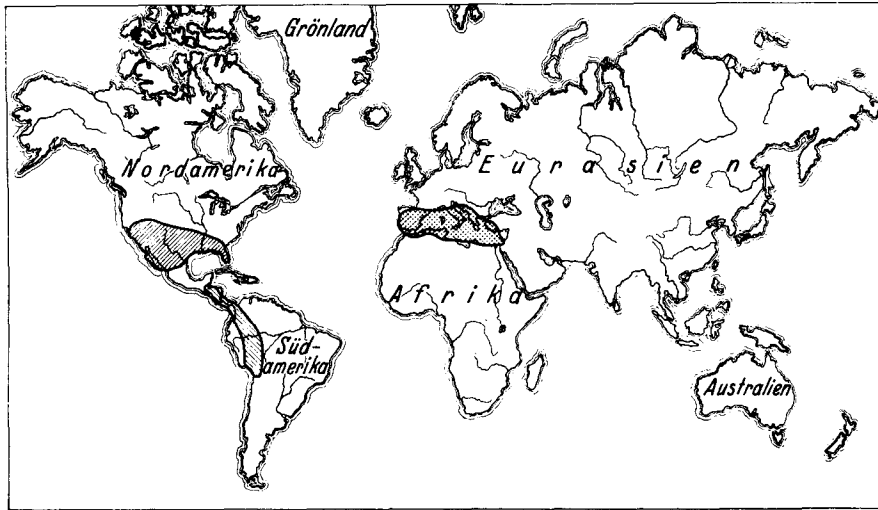 Grönland
Nordamerika
Eurasien
Afrika
Süd-
amerika
Australien